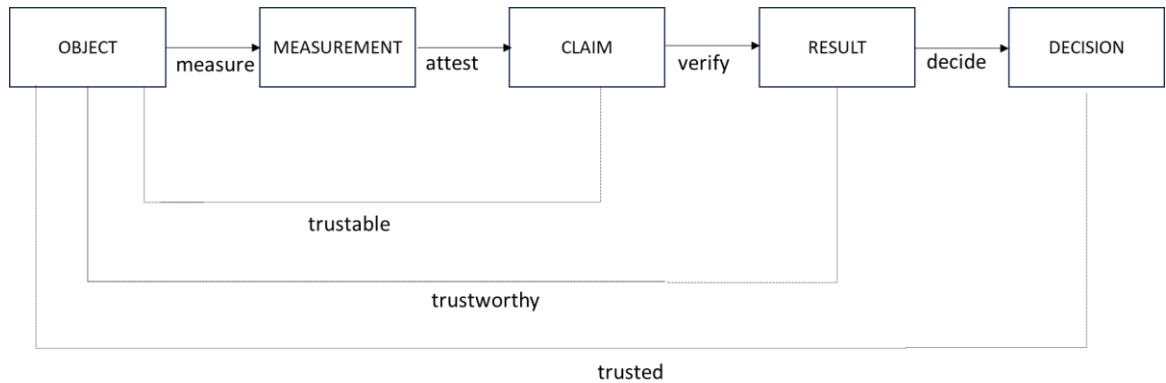 OBJECT
MEASUREMENT
CLAIM
RESULT
DECISION
measure
attest
verify
decide
trustable
trustworthy
trusted